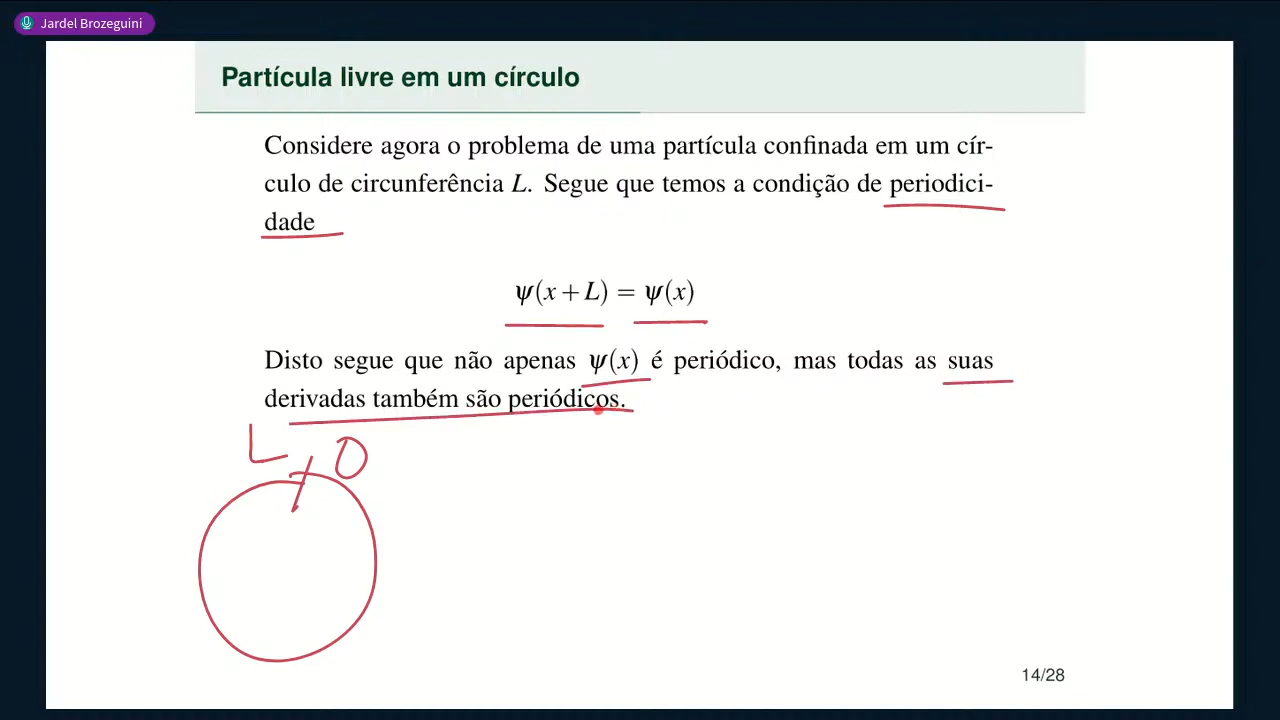 Jardel Brozeguini
Partícula livre em um círculo
Considere agora o problema de uma partícula confinada em um cír-
culo de circunferência L. Segue que temos a condição de periodici-
dade
ψ(x+L) = ψ(x)
Disto segue que não apenas ψ(x) é periódico, mas todas as suas
derivadas também são periódicos.
L 0
14/28